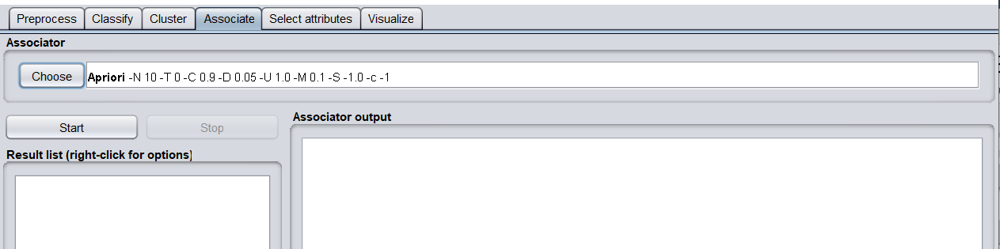 Preprocess Classify Cluster Associate Select attributes Visualize
Associator
Choose Apriori -N 10 -T 0 -C 0.9 -D 0.05 -U 1.0 -M 0.1 -S -1.0 -c -1
Start Stop
Associator output
Result list (right-click for options)